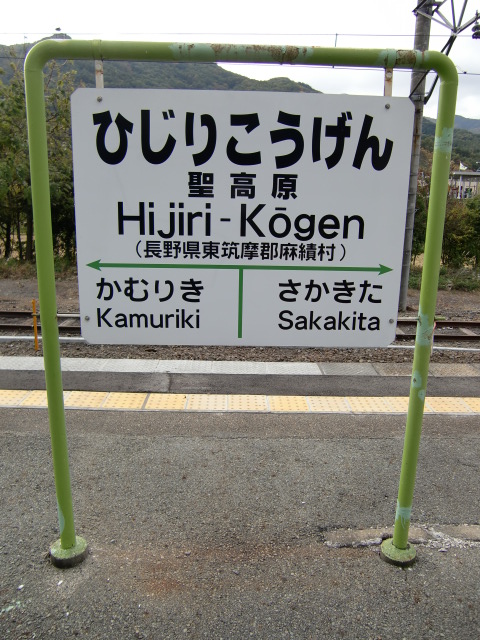 ひじりこうげん
聖高原
Hijiri-Kōgen
(長野県東筑摩郡麻績村)
かむりき さかきた
Kamuriki Sakakita